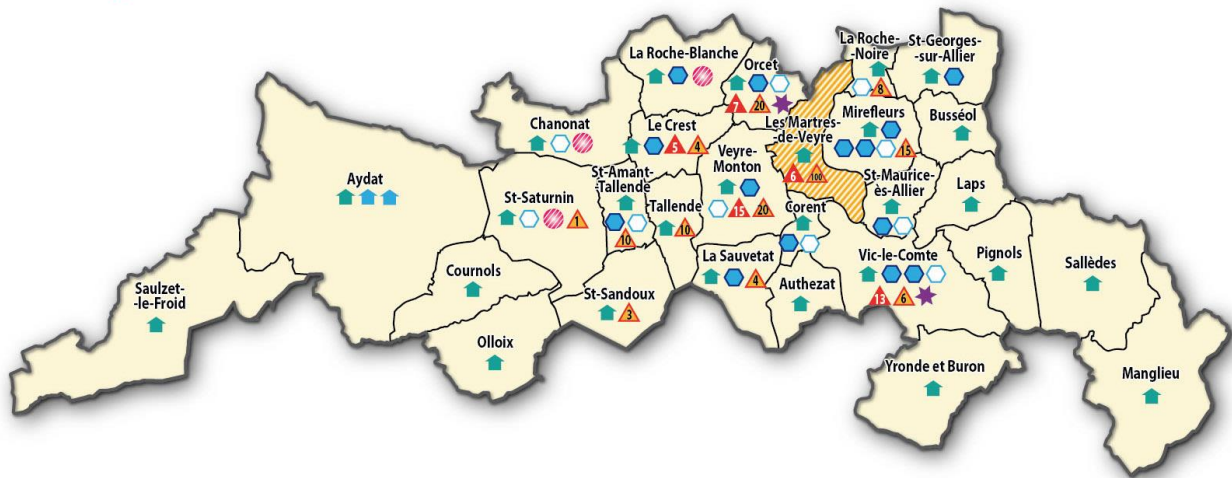 La Roche-Blanche
Orcet
7
20
La Roche-
-Noire
8
St-Georges-
-sur-Allier
Chanonat
Le Crest
5
4
Les Martres-
-de-Veyre
6
100
Mirefleurs
15
Busséol
Aydat
St-Saturnin
1
St-Amant
-Tallende
10
Tallende
10
Veyre-
Monton
15
20
Corent
St-Maurice-
ès-Allier
Laps
Saulzet-
-le-Froid
Cournols
Olloix
St-Sandoux
3
La Sauvetat
4
Authezat
Vic-le-Comte
13
6
Pignols
Sallèdes
Yronde et Buron
Manglieu